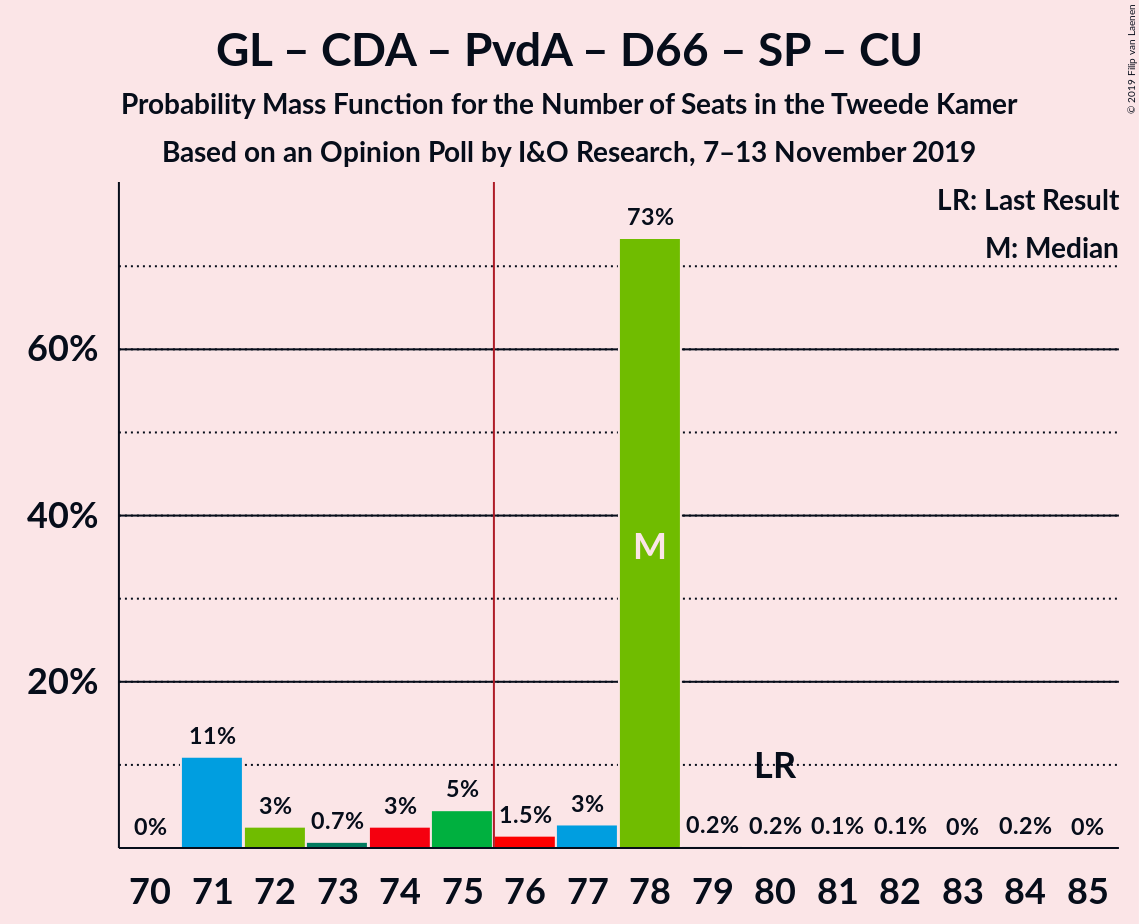 GL – CDA – PvdA – D66 – SP – CU
Probability Mass Function for the Number of Seats in the Tweede Kamer
Based on an Opinion Poll by I&O Research, 7–13 November 2019
© 2019 Filip van Laenen
LR: Last Result
M: Median
60%
40%
20%
0%
11%
3%
0.7%
3%
5%
1.5%
3%
73%
0.2%
0.2%
0.1%
0.1%
0%
0.2%
0%
M
LR
70 71 72 73 74 75 76 77 78 79 80 81 82 83 84 85